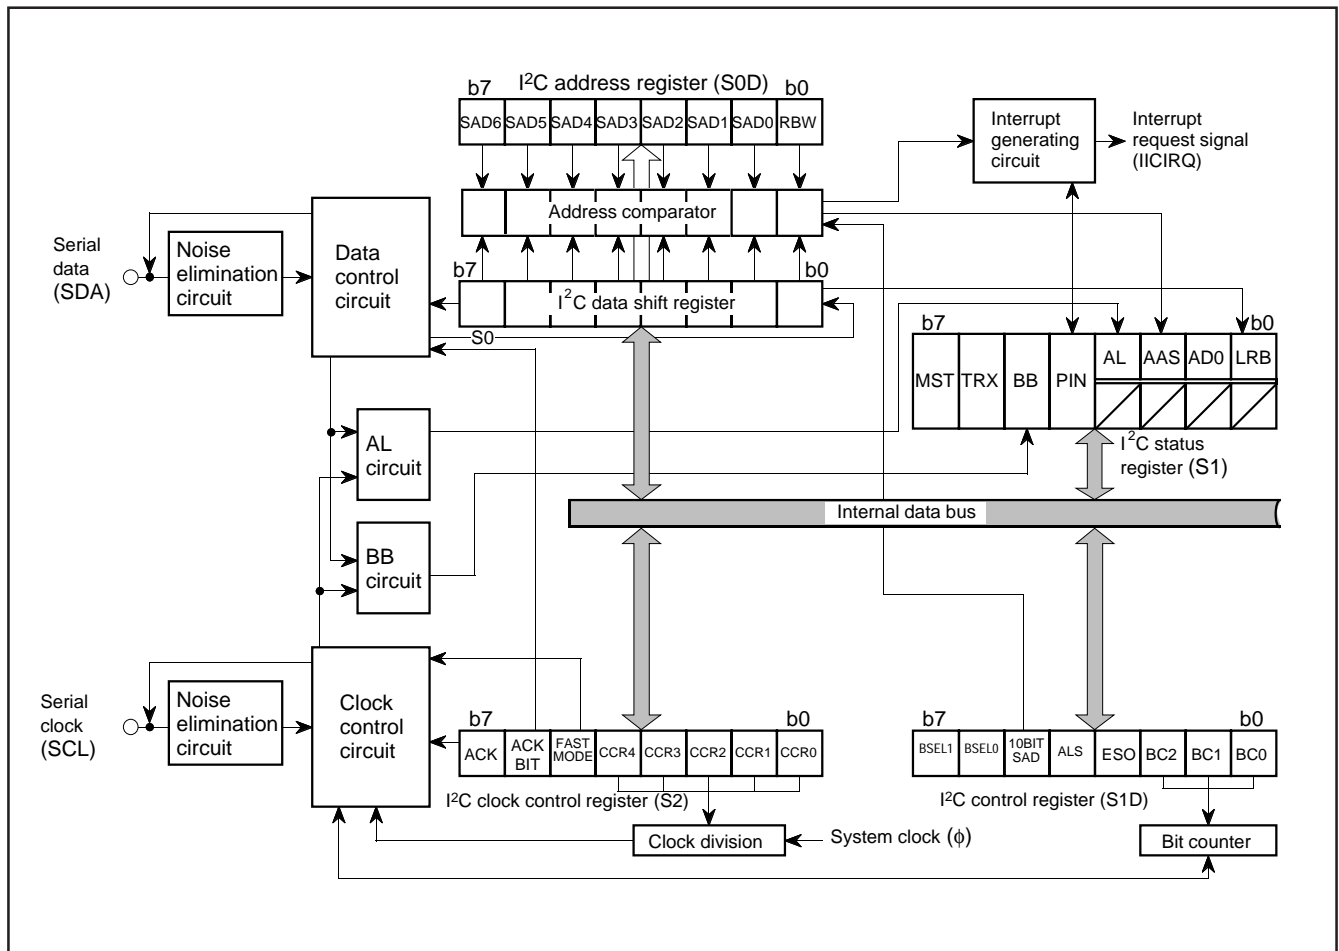 I²C address register (S0D)
b7 b0
SAD6 SAD5 SAD4 SAD3 SAD2 SAD1 SAD0 RBW
Interrupt
generating
circuit
Interrupt
request signal
(IICIRQ)
Address comparator
Serial
data
(SDA)
Noise
elimination
circuit
Data
control
circuit
b7 b0
I²C data shift register
S0
b7 b0
MST TRX BB PIN AL AAS AD0 LRB
I²C status
register (S1)
AL
circuit
Internal data bus
BB
circuit
Serial
clock
(SCL)
Noise
elimination
circuit
Clock
control
circuit
b7 b0
ACK ACK BIT FAST MODE CCR4 CCR3 CCR2 CCR1 CCR0
I²C clock control register (S2)
Clock division
System clock (ϕ)
b7 b0
BSEL1 BSEL0 10BIT SAD ALS ESO BC2 BC1 BC0
I²C control register (S1D)
Bit counter